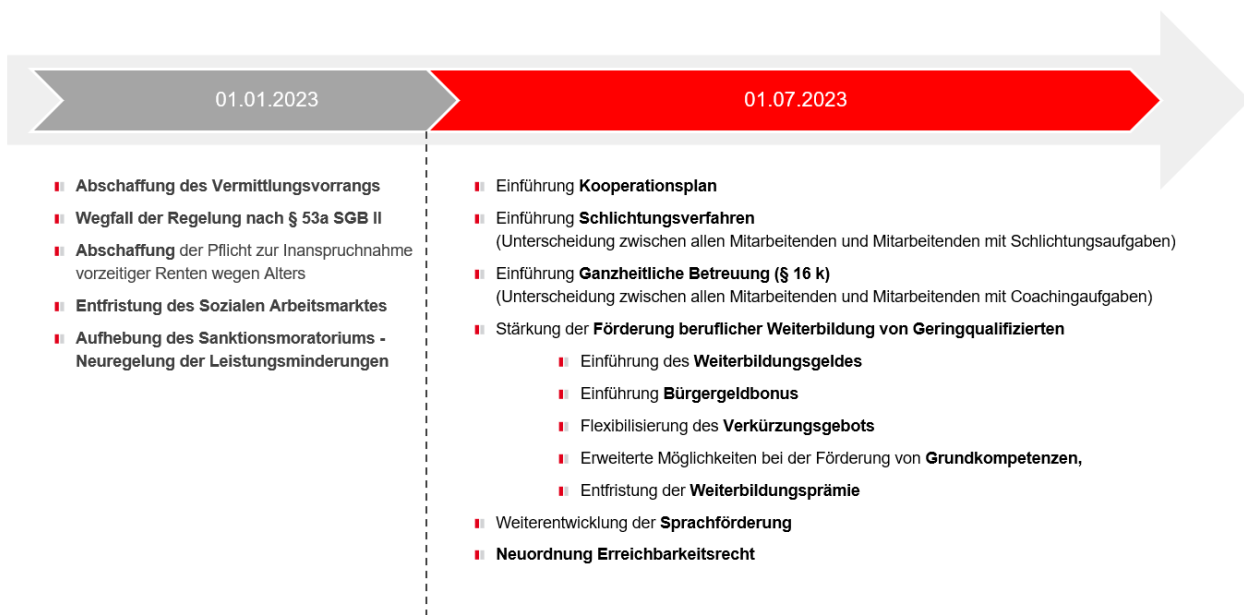 01.01.2023
01.07.2023
Abschaffung des Vermittlungsvorrangs
Wegfall der Regelung nach § 53a SGB II
Abschaffung der Pflicht zur Inanspruchnahme
vorzeitiger Renten wegen Alters
Entfristung des Sozialen Arbeitsmarktes
Aufhebung des Sanktionsmoratoriums -
Neuregelung der Leistungsminderungen
Einführung Kooperationsplan
Einführung Schlichtungsverfahren
(Unterscheidung zwischen allen Mitarbeitenden und Mitarbeitenden mit Schlichtungsaufgaben)
Einführung Ganzheitliche Betreuung (§ 16 k)
(Unterscheidung zwischen allen Mitarbeitenden und Mitarbeitenden mit Coachingaufgaben)
Stärkung der Förderung beruflicher Weiterbildung von Geringqualifizierten
Einführung des Weiterbildungsgeldes
Einführung Bürgergeldbonus
Flexibilisierung des Verkürzungsgebots
Erweiterte Möglichkeiten bei der Förderung von Grundkompetenzen,
Entfristung der Weiterbildungsprämie
Weiterentwicklung der Sprachförderung
Neuordnung Erreichbarkeitsrecht